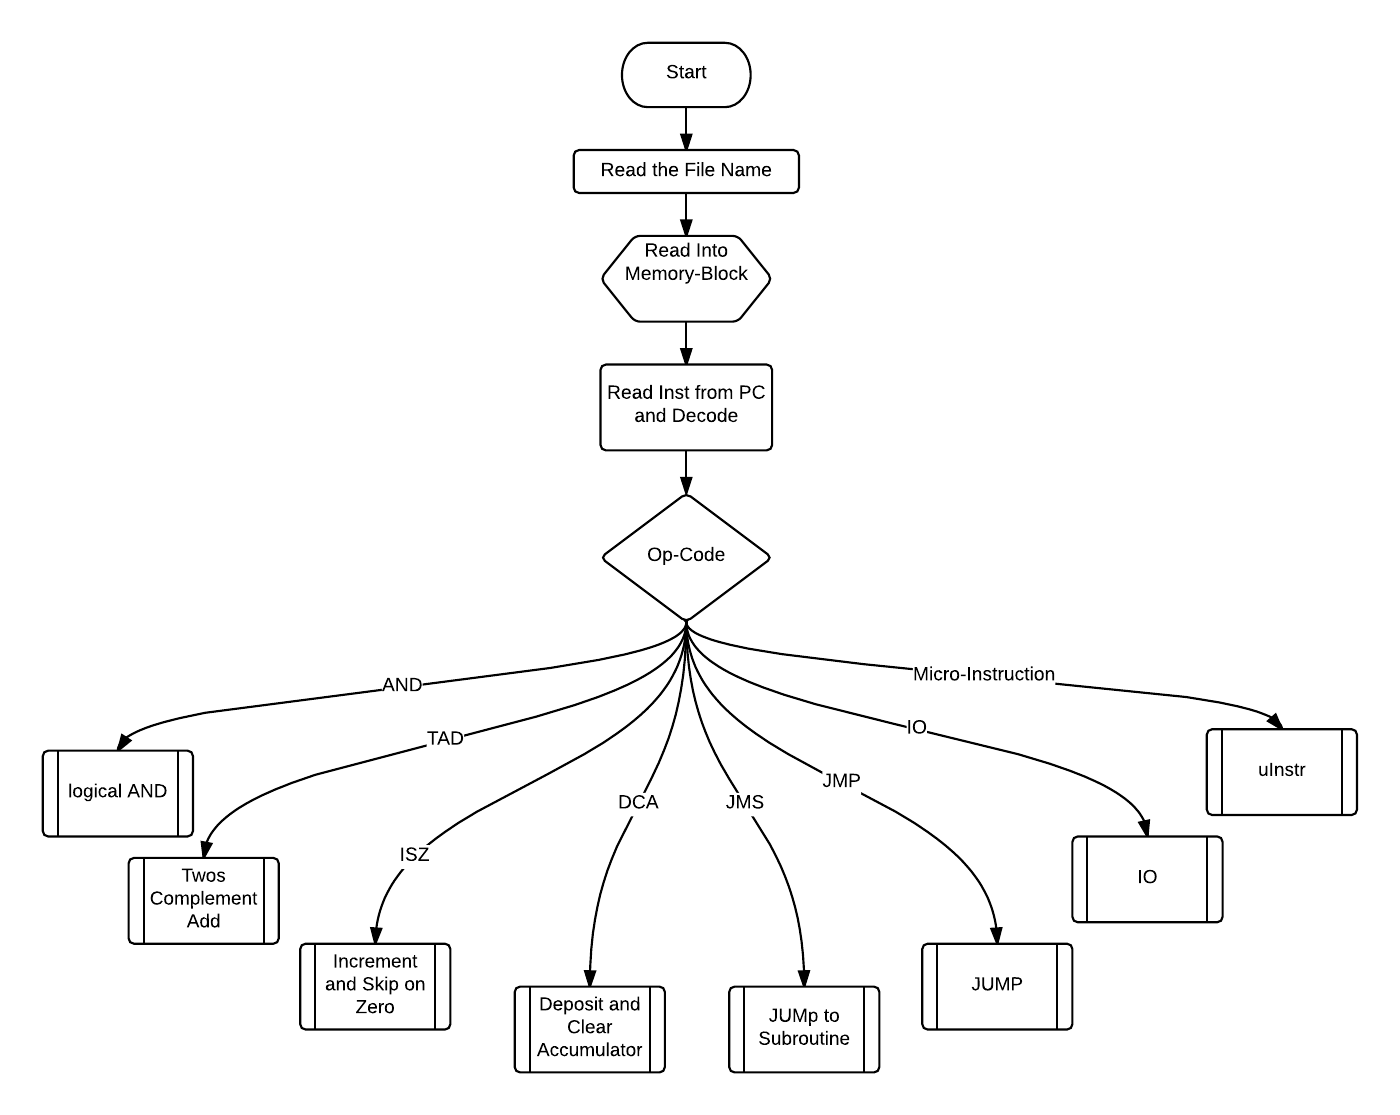 Start
Read the File Name
Read Into
Memory-Block
Read Inst from PC
and Decode
Op-Code
AND
TAD
ISZ
DCA
JMS
JMP
IO
Micro-Instruction
logical AND
Twos
Complement
Add
Increment
and Skip on
Zero
Deposit and
Clear
Accumulator
JUMp to
Subroutine
JUMP
IO
uInstr